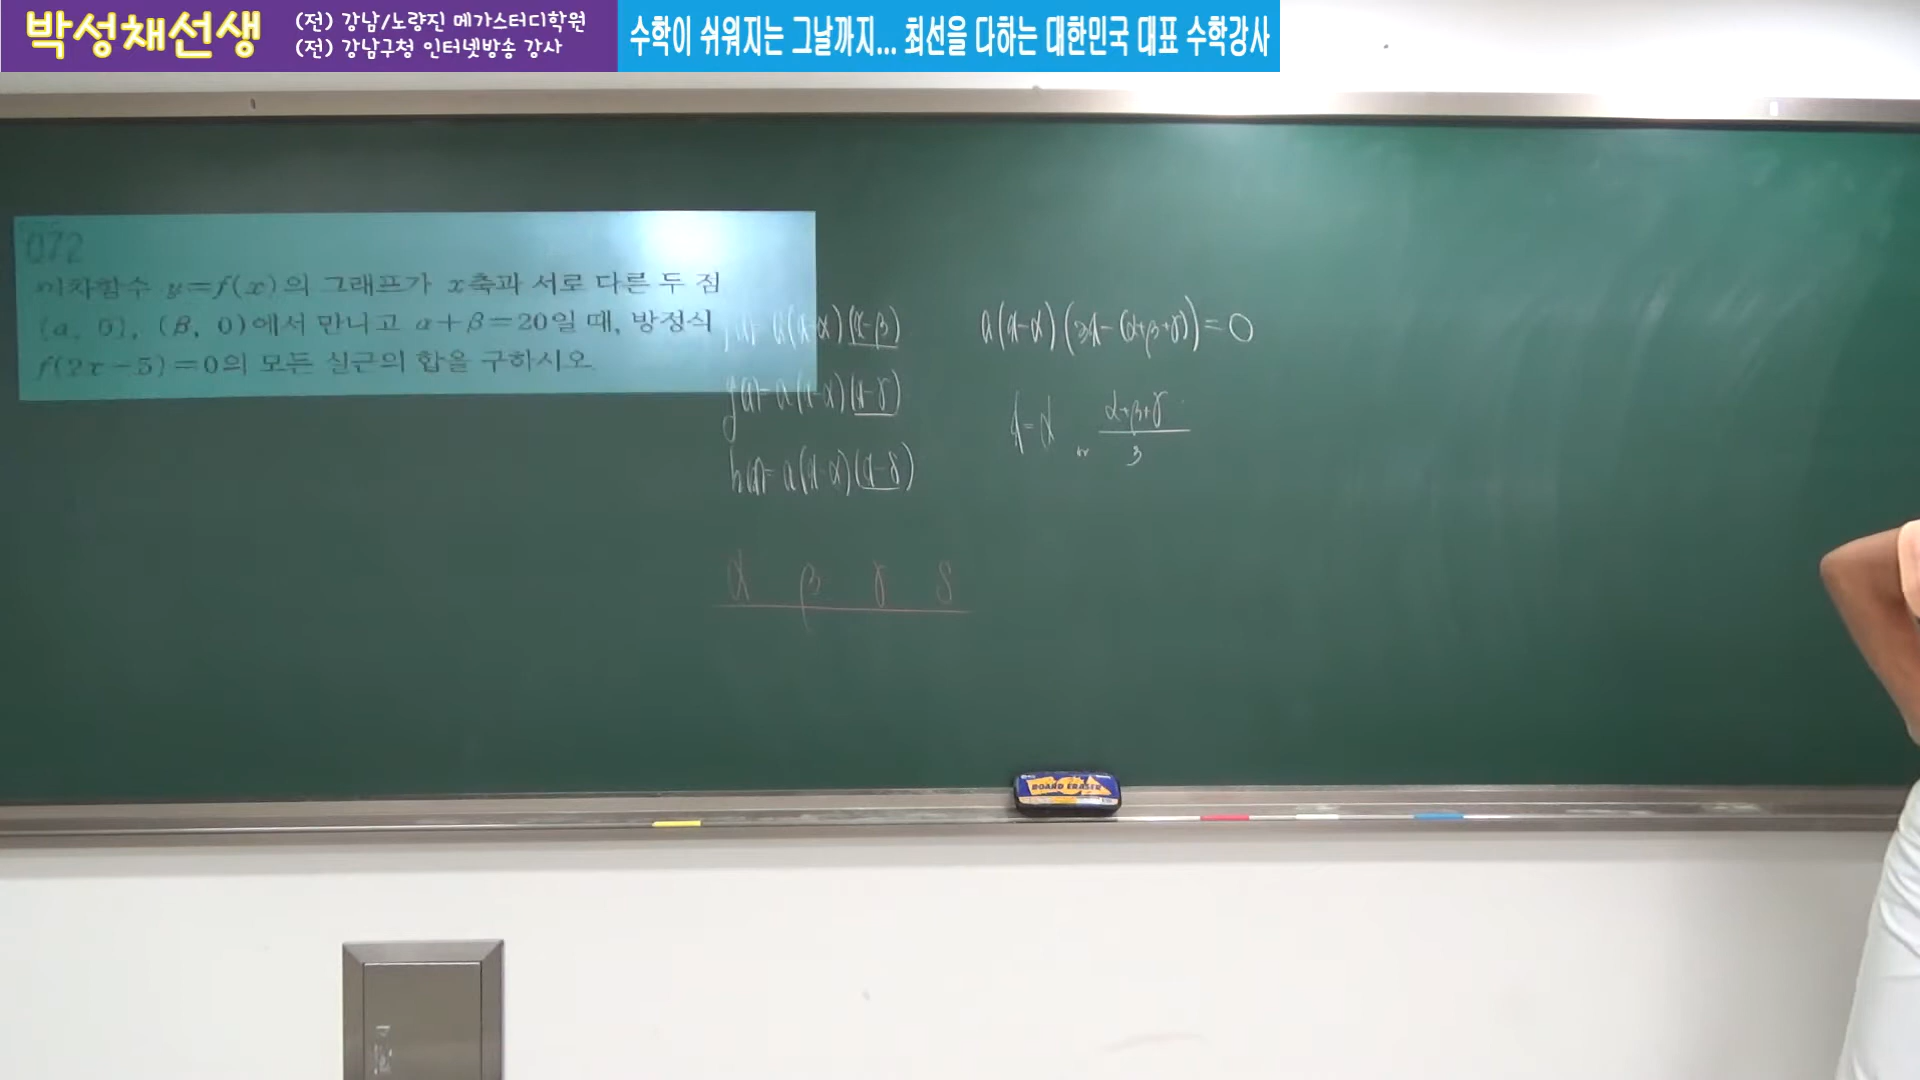 박성채선생
(전) 강남/노량진 메가스터디학원
(전) 강남구청 인터넷방송 강사
수학이 쉬워지는 그날까지... 최선을 다하는 대한민국 대표 수학강사
072
이차함수 y=f(x)의 그래프가 x축과 서로 다른 두 점
(α, 0), (β, 0)에서 만나고 α+β=20일 때, 방정식
f(2x-5)=0의 모든 실근의 합을 구하시오.
a(x-α)(x-β)
g(x)=a(x-α)(x-γ)
h(x)=a(x-α)(x-δ)
a(x-α)(3x-(α+β+γ))=0
x=α or α+β+γ/3
α β γ δ
BOARD ERASER